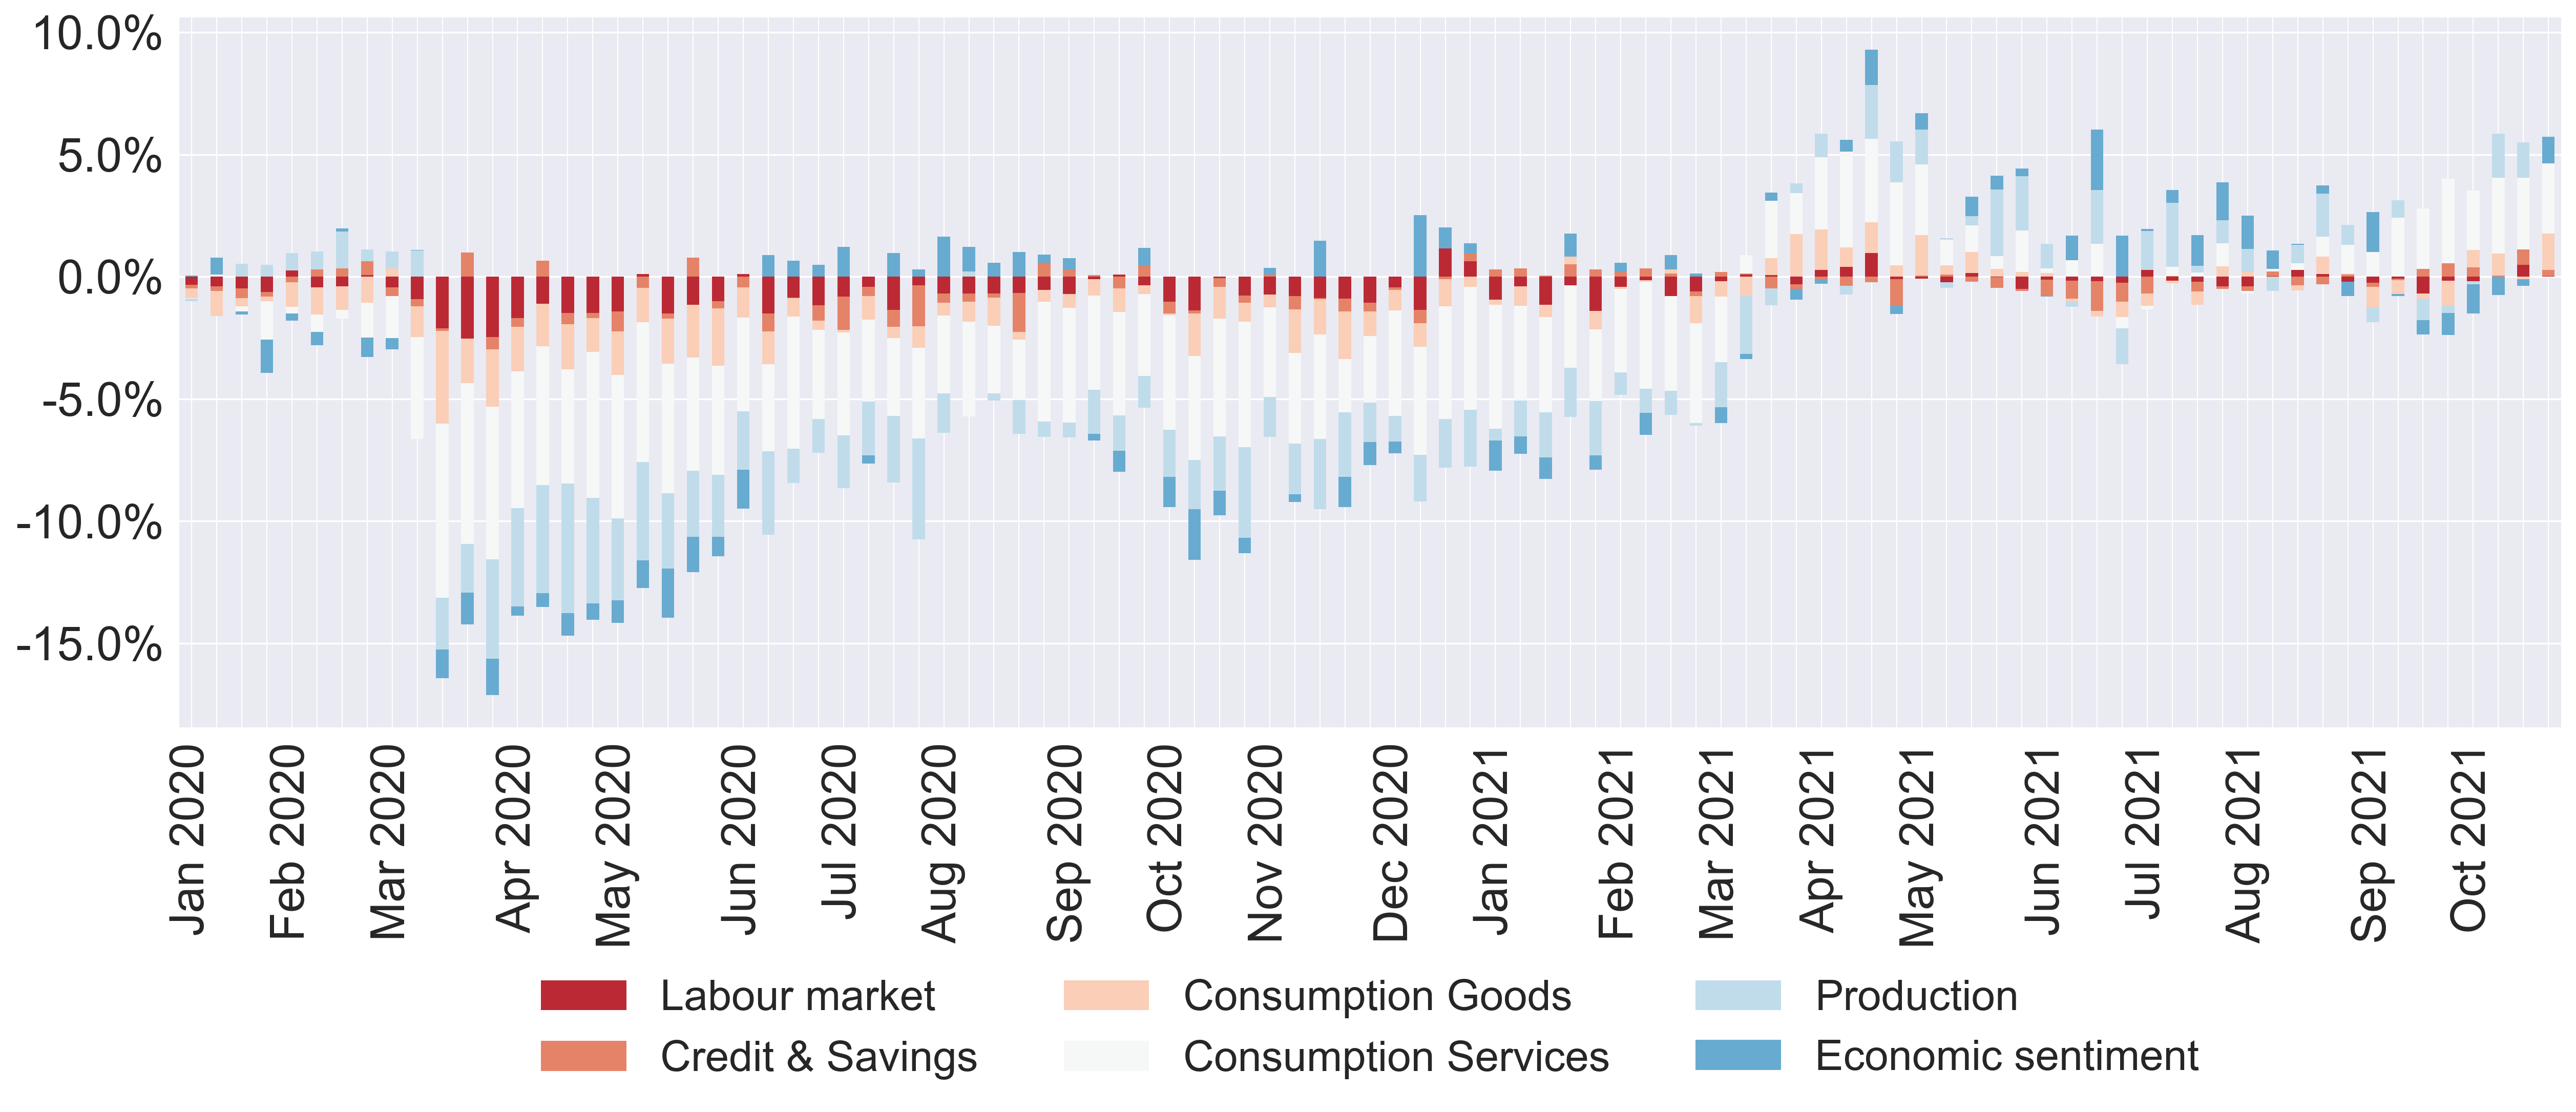 10.0%
5.0%
0.0%
-5.0%
-10.0%
-15.0%
Jan 2020
Feb 2020
Mar 2020
Apr 2020
May 2020
Jun 2020
Jul 2020
Aug 2020
Sep 2020
Oct 2020
Nov 2020
Dec 2020
Jan 2021
Feb 2021
Mar 2021
Apr 2021
May 2021
Jun 2021
Jul 2021
Aug 2021
Sep 2021
Oct 2021
Labour market
Consumption Goods
Production
Credit & Savings
Consumption Services
Economic sentiment